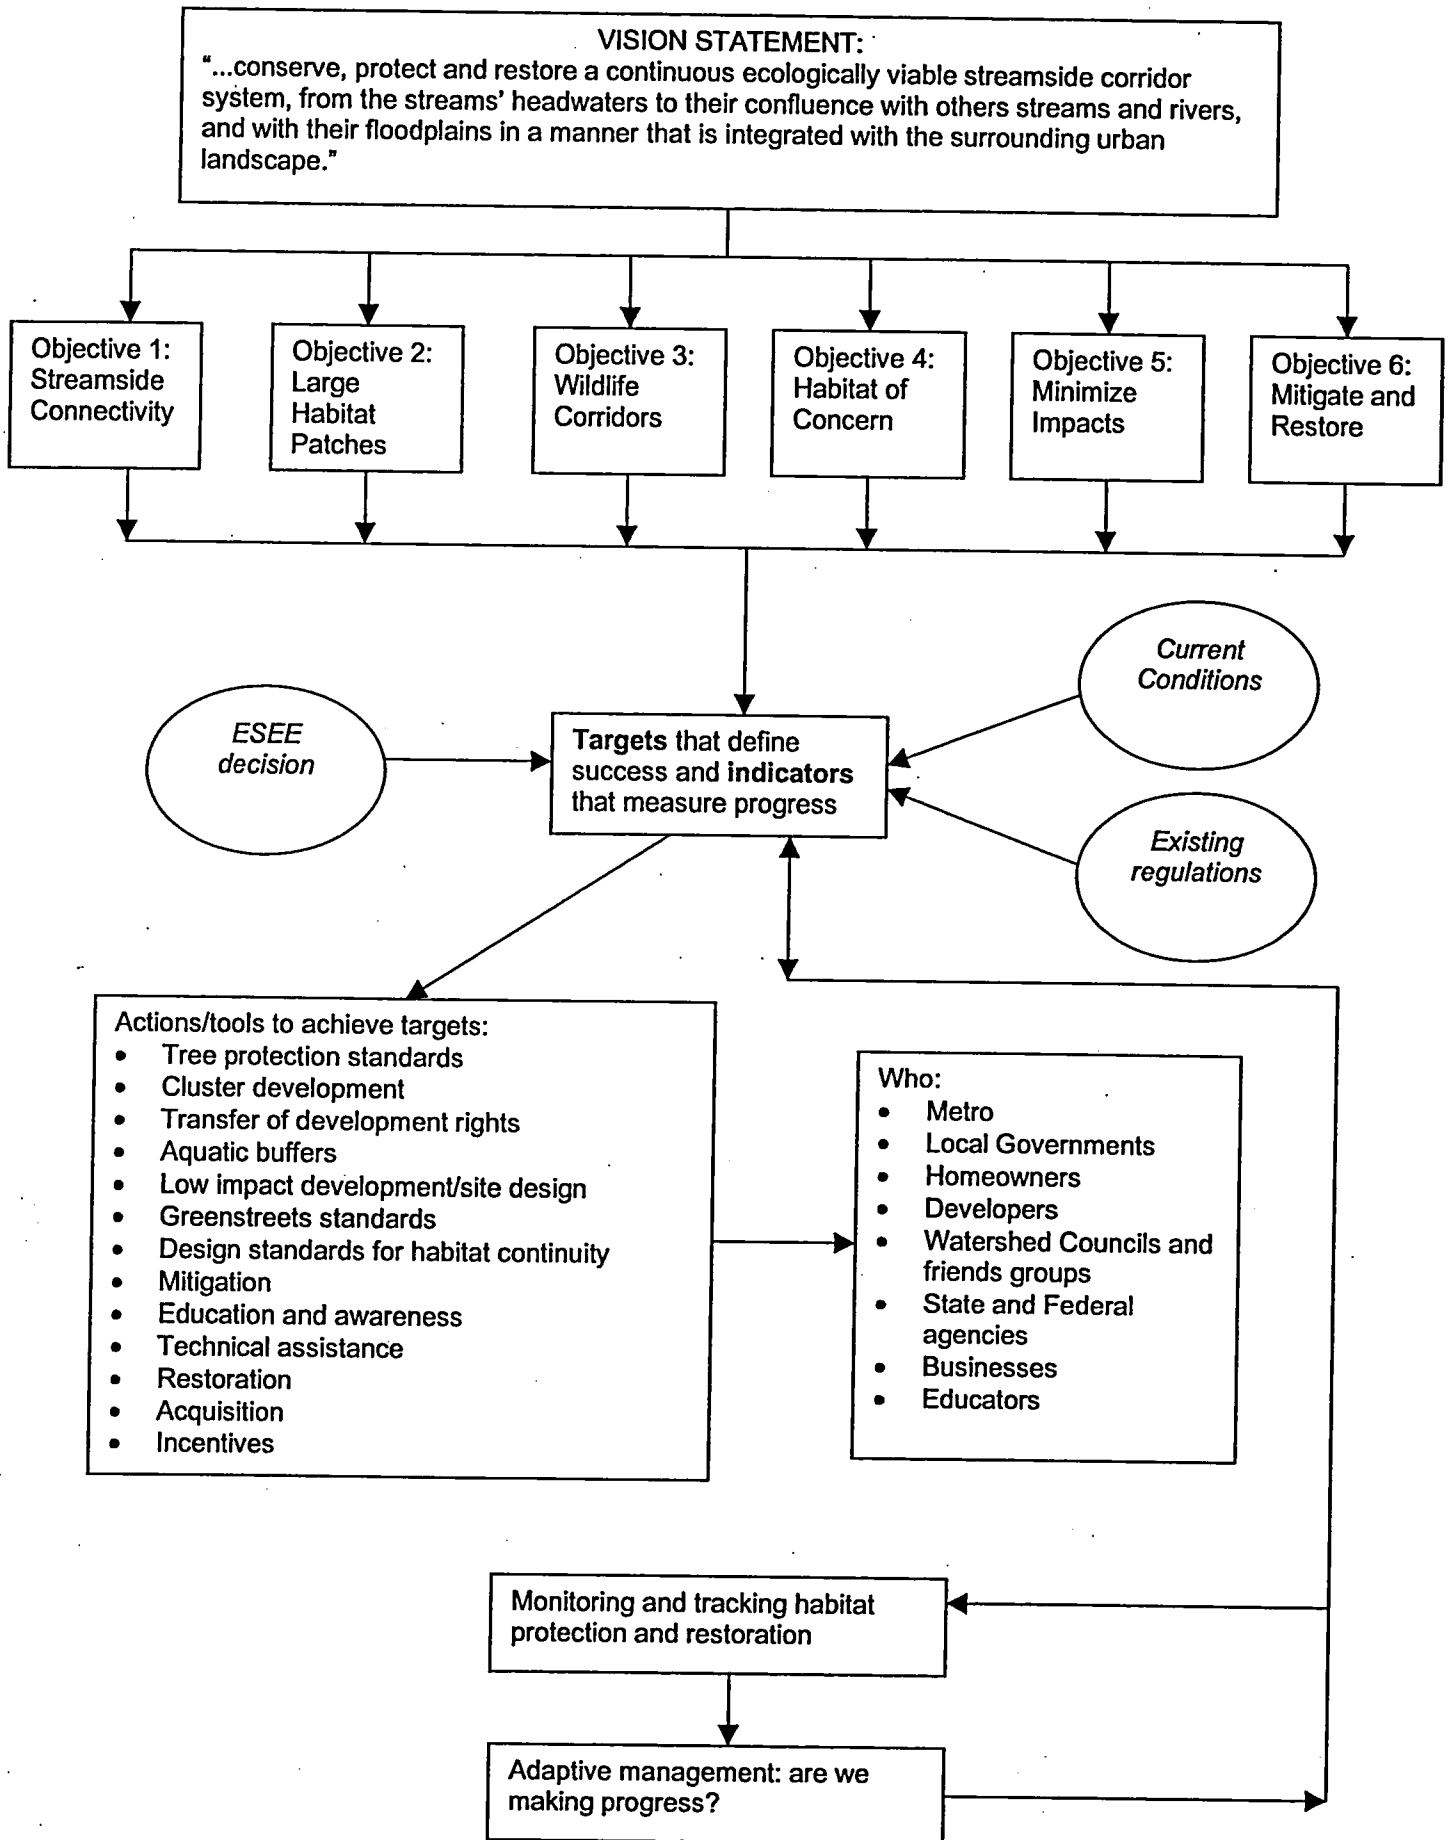 VISION STATEMENT:
"...conserve, protect and restore a continuous ecologically viable streamside corridor
system, from the streams' headwaters to their confluence with others streams and rivers,
and with their floodplains in a manner that is integrated with the surrounding urban
landscape."
Objective 1:
Streamside
Connectivity
Objective 2:
Large
Habitat
Patches
Objective 3:
Wildlife
Corridors
Objective 4:
Habitat of
Concern
Objective 5:
Minimize
Impacts
Objective 6:
Mitigate and
Restore
ESEE
decision
Targets that define
success and indicators
that measure progress
Current
Conditions
Existing
regulations
Actions/tools to achieve targets:
• Tree protection standards
• Cluster development
• Transfer of development rights
• Aquatic buffers
• Low impact development/site design
• Greenstreets standards
• Design standards for habitat continuity
• Mitigation
• Education and awareness
• Technical assistance
• Restoration
• Acquisition
• Incentives
Who:
• Metro
• Local Governments
• Homeowners
• Developers
• Watershed Councils and
friends groups
• State and Federal
agencies
• Businesses
• Educators
Monitoring and tracking habitat
protection and restoration
Adaptive management: are we
making progress?